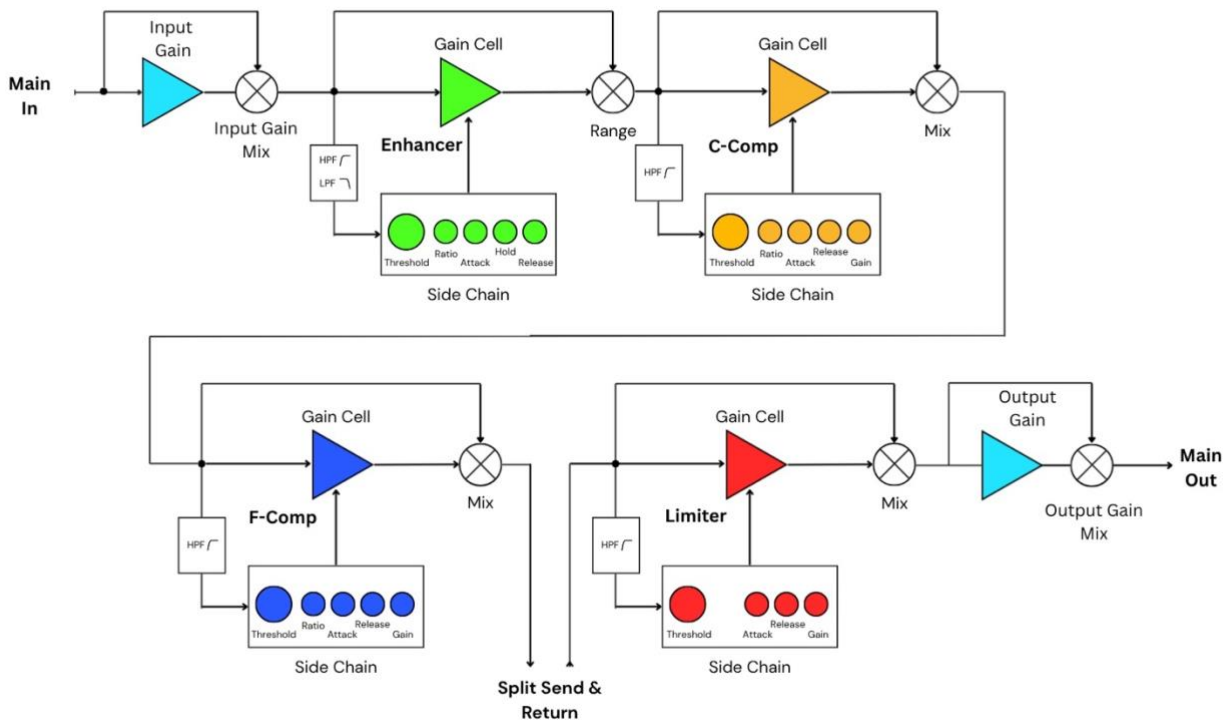 Input
Gain
Main
In
Input Gain
Mix
Gain Cell
Enhancer
Range
HPF
LPF
Threshold
Ratio
Attack
Hold
Release
Side Chain
Gain Cell
C-Comp
Mix
HPF
Threshold
Ratio
Attack
Release
Gain
Side Chain
Gain Cell
F-Comp
Mix
HPF
Threshold
Ratio
Attack
Release
Gain
Side Chain
Split Send &
Return
Gain Cell
Limiter
Mix
HPF
Threshold
Attack
Release
Gain
Side Chain
Output
Gain
Output Gain
Mix
Main
Out